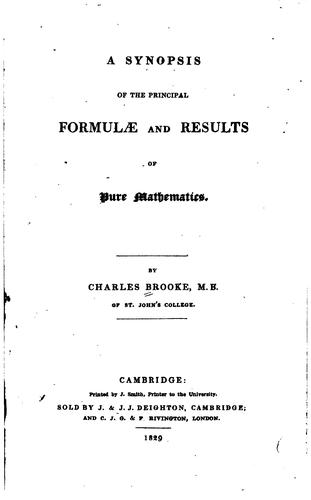 A SYNOPSIS
OF THE PRINCIPAL
FORMULÆ AND RESULTS
OF
Pure Mathematics.
BY
CHARLES BROOKE, M.B.
OF ST. JOHN'S COLLEGE.
CAMBRIDGE:
Printed by J. Smith, Printer to the University.
SOLD BY J. & J. J. DEIGHTON, CAMBRIDGE;
AND C. J. G. & F. RIVINGTON, LONDON.
1829